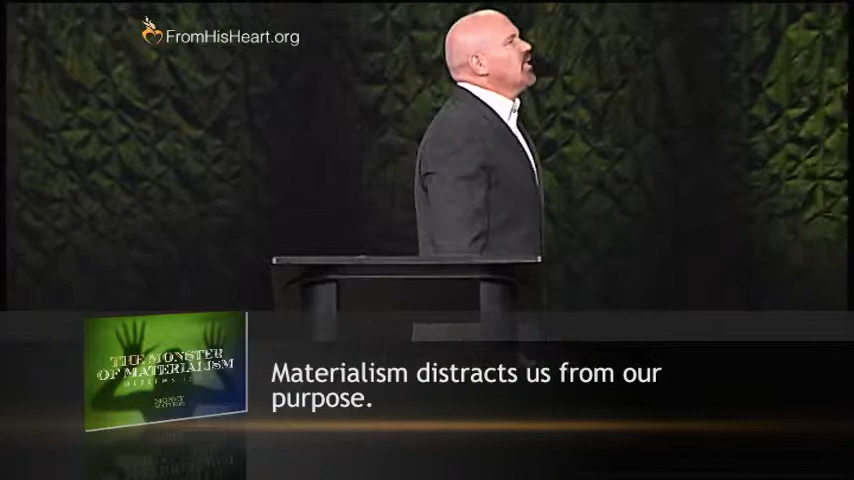 FromHisHeart.org
THE MONSTER
OF MATERIALISM
Materialism distracts us from our
purpose.